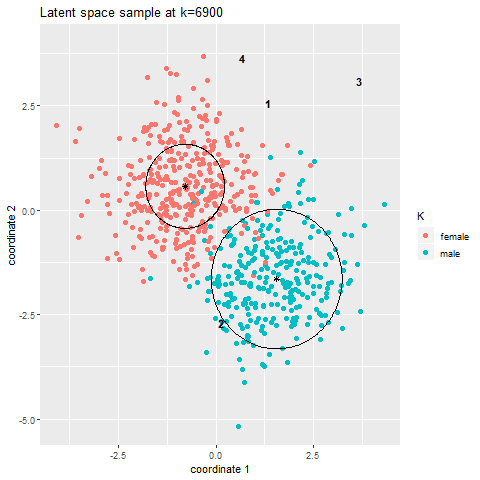 Latent space sample at k=6900
4
3
1
2
2.5
0.0
-2.5
-5.0
coordinate 2
-2.5
0.0
2.5
coordinate 1
K
female
male